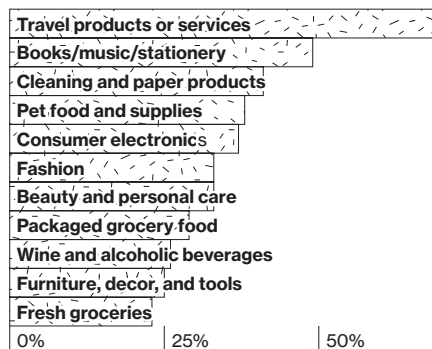 Travel products or services
Books/music/stationery
Cleaning and paper products
Pet food and supplies
Consumer electronics
Fashion
Beauty and personal care
Packaged grocery food
Wine and alcoholic beverages
Furniture, decor, and tools
Fresh groceries
0% 25% 50%